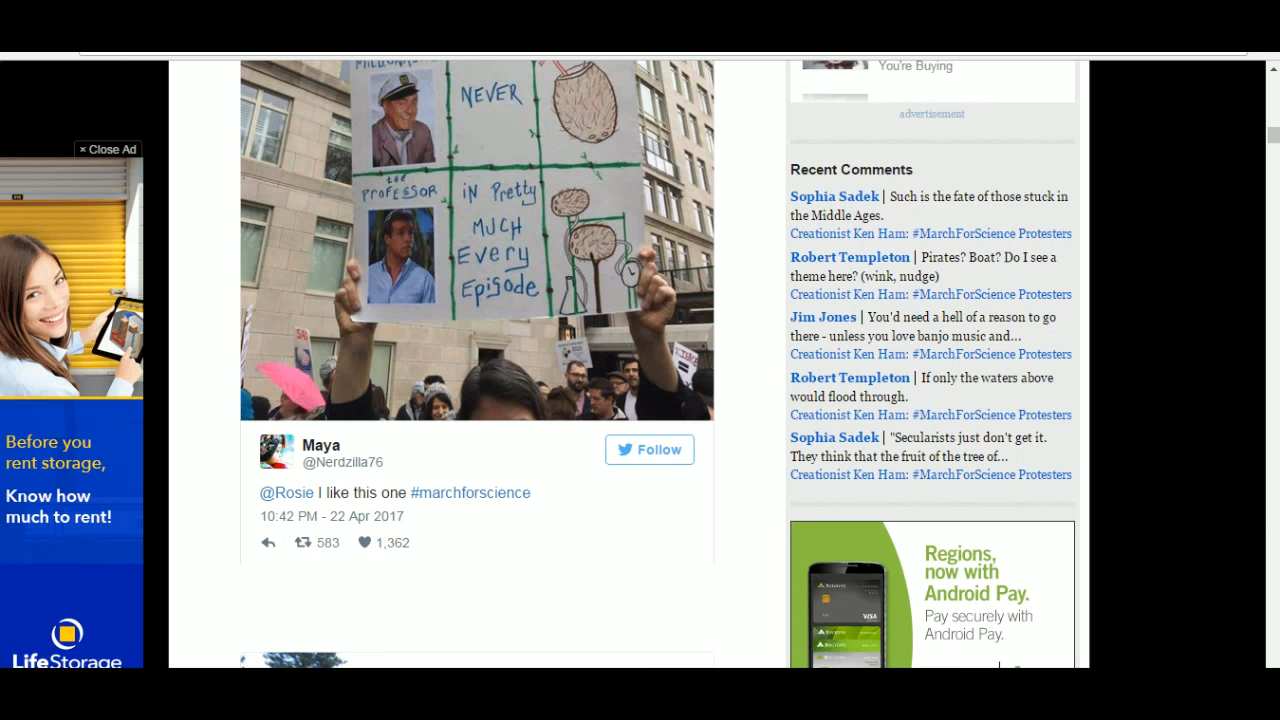 × Close Ad
Before you
rent storage,
Know how
much to rent!
LifeStorage
NEVER
the
PROFESSOR
iN Pretty
MUCH
Every
EpisodE
Maya
@Nerdzilla76
Follow
@Rosie I like this one #marchforscience
10:42 PM - 22 Apr 2017
583 1,362
You're Buying
advertisement
Recent Comments
Sophia Sadek | Such is the fate of those stuck in
the Middle Ages.
Creationist Ken Ham: #MarchForScience Protesters
Robert Templeton | Pirates? Boat? Do I see a
theme here? (wink, nudge)
Creationist Ken Ham: #MarchForScience Protesters
Jim Jones | You'd need a hell of a reason to go
there - unless you love banjo music and...
Creationist Ken Ham: #MarchForScience Protesters
Robert Templeton | If only the waters above
would flood through.
Creationist Ken Ham: #MarchForScience Protesters
Sophia Sadek | "Secularists just don't get it.
They think that the fruit of the tree of...
Creationist Ken Ham: #MarchForScience Protesters
Regions,
now with
Android Pay.
Pay securely with
Android Pay.
VISA